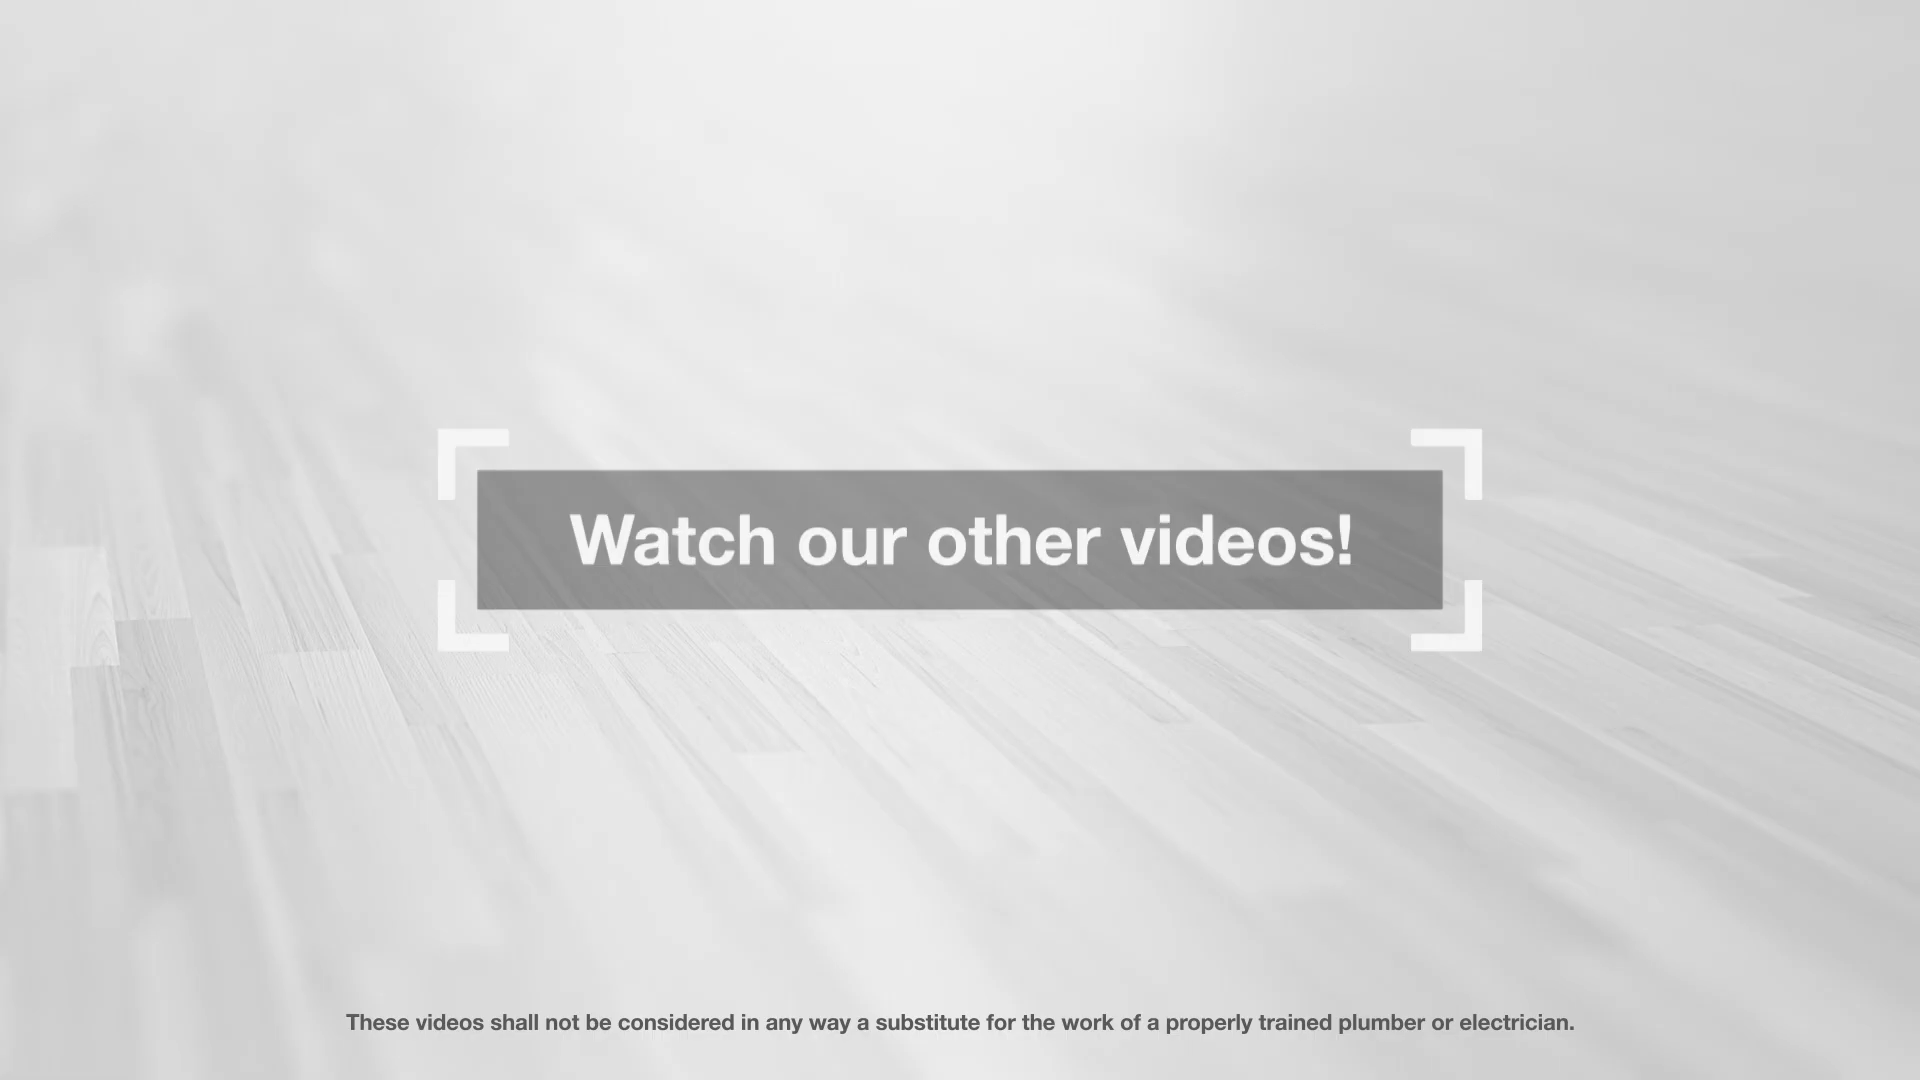 Watch our other videos!
These videos shall not be considered in any way a substitute for the work of a properly trained plumber or electrician.